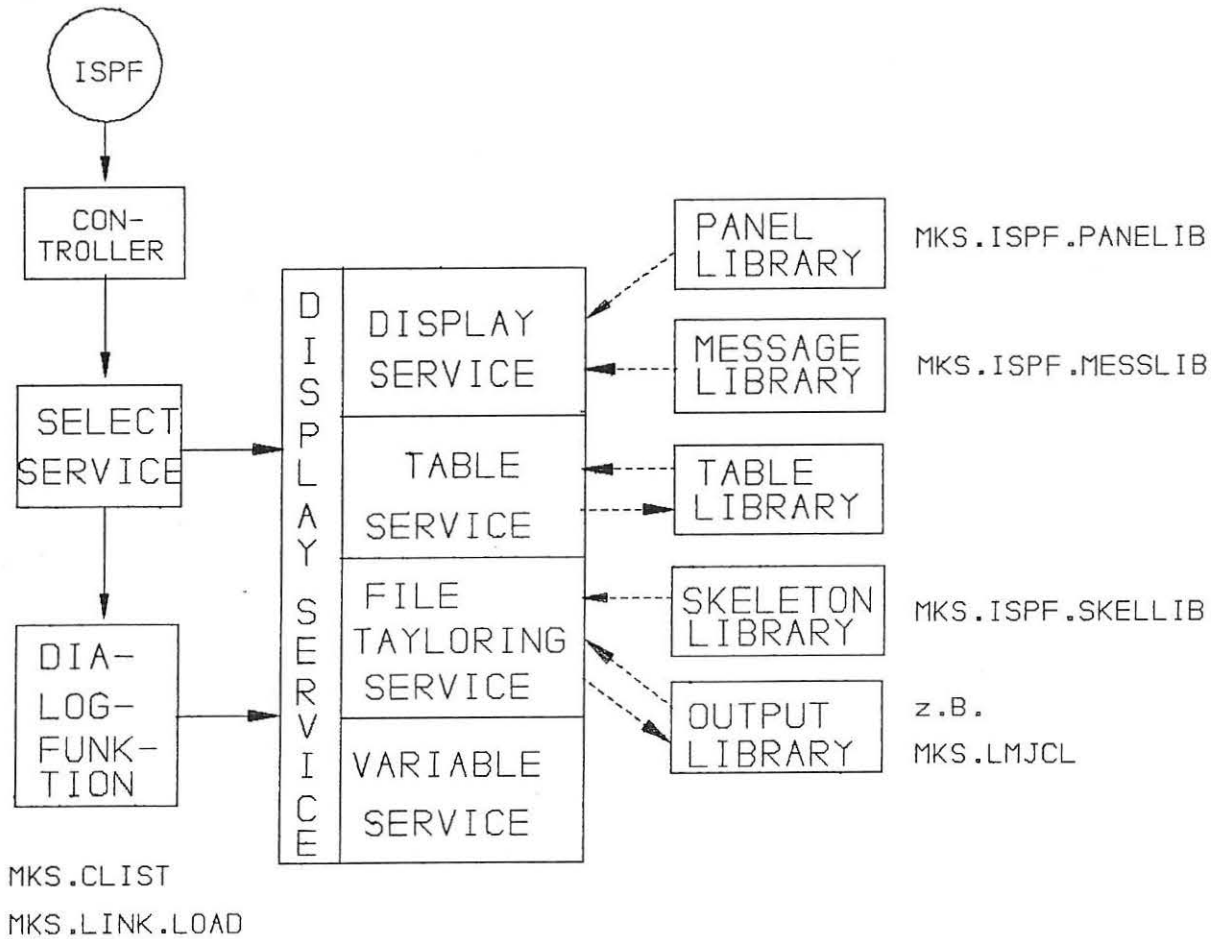 ISPF
CON-
TROLLER
SELECT
SERVICE
DIA-
LOG-
FUNK-
TION
MKS.CLIST
MKS.LINK.LOAD
DISPLAY SERVICE
DISPLAY
SERVICE
TABLE
SERVICE
FILE
TAYLORING
SERVICE
VARIABLE
SERVICE
PANEL
LIBRARY
MKS.ISPF.PANELIB
MESSAGE
LIBRARY
MKS.ISPF.MESSLIB
TABLE
LIBRARY
SKELETON
LIBRARY
MKS.ISPF.SKELLIB
OUTPUT
LIBRARY
z.B.
MKS.LMJCL